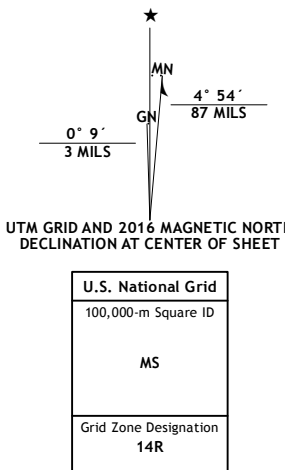 ★
MN
GN
4° 54´
87 MILS
0° 9´
3 MILS
UTM GRID AND 2016 MAGNETIC NORTH
DECLINATION AT CENTER OF SHEET
U.S. National Grid
100,000-m Square ID
MS
Grid Zone Designation
14R